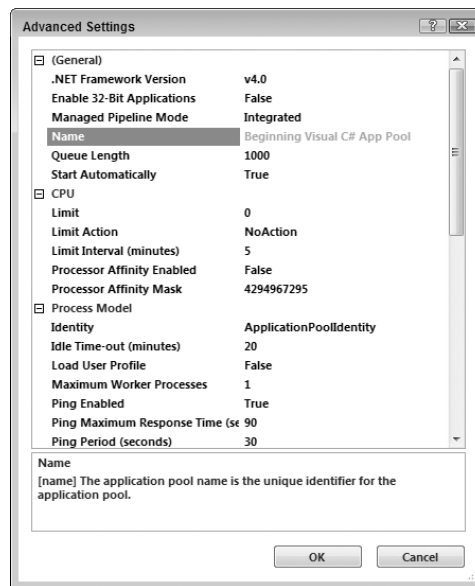 Advanced Settings
(General)
.NET Framework Version v4.0
Enable 32-Bit Applications False
Managed Pipeline Mode Integrated
Name Beginning Visual C# App Pool
Queue Length 1000
Start Automatically True
CPU
Limit 0
Limit Action NoAction
Limit Interval (minutes) 5
Processor Affinity Enabled False
Processor Affinity Mask 4294967295
Process Model
Identity ApplicationPoolIdentity
Idle Time-out (minutes) 20
Load User Profile False
Maximum Worker Processes 1
Ping Enabled True
Ping Maximum Response Time (se 90
Ping Period (seconds) 30
Name
[name] The application pool name is the unique identifier for the
application pool.
OK Cancel